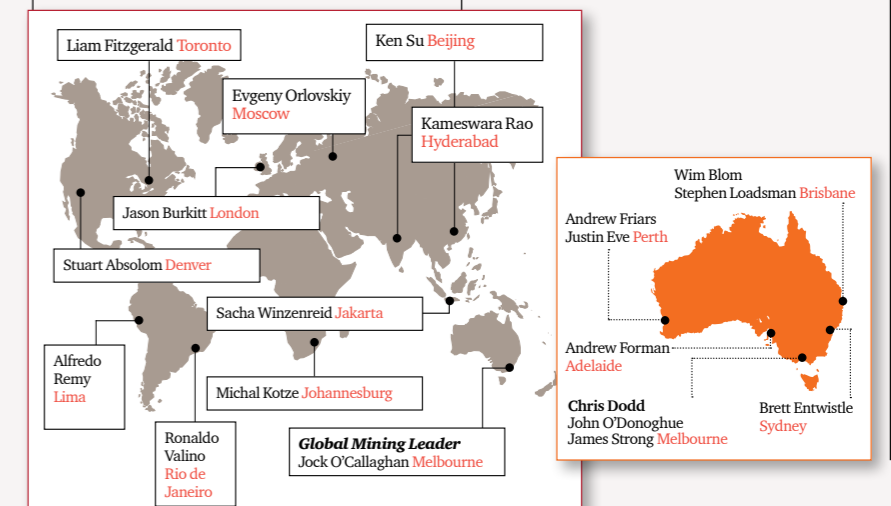 Liam Fitzgerald Toronto
Ken Su Beijing
Evgeny Orlovskiy
Moscow
Kameswara Rao
Hyderabad
Jason Burkitt London
Stuart Absolom Denver
Sacha Winzenreid Jakarta
Alfredo
Remy
Lima
Michal Kotze Johannesburg
Ronaldo
Valino
Rio de
Janeiro
Global Mining Leader
Jock O'Callaghan Melbourne
Wim Blom
Stephen Loadsman Brisbane
Andrew Friars
Justin Eve Perth
Andrew Forman
Adelaide
Chris Dodd
John O'Donoghue
James Strong Melbourne
Brett Entwistle
Sydney